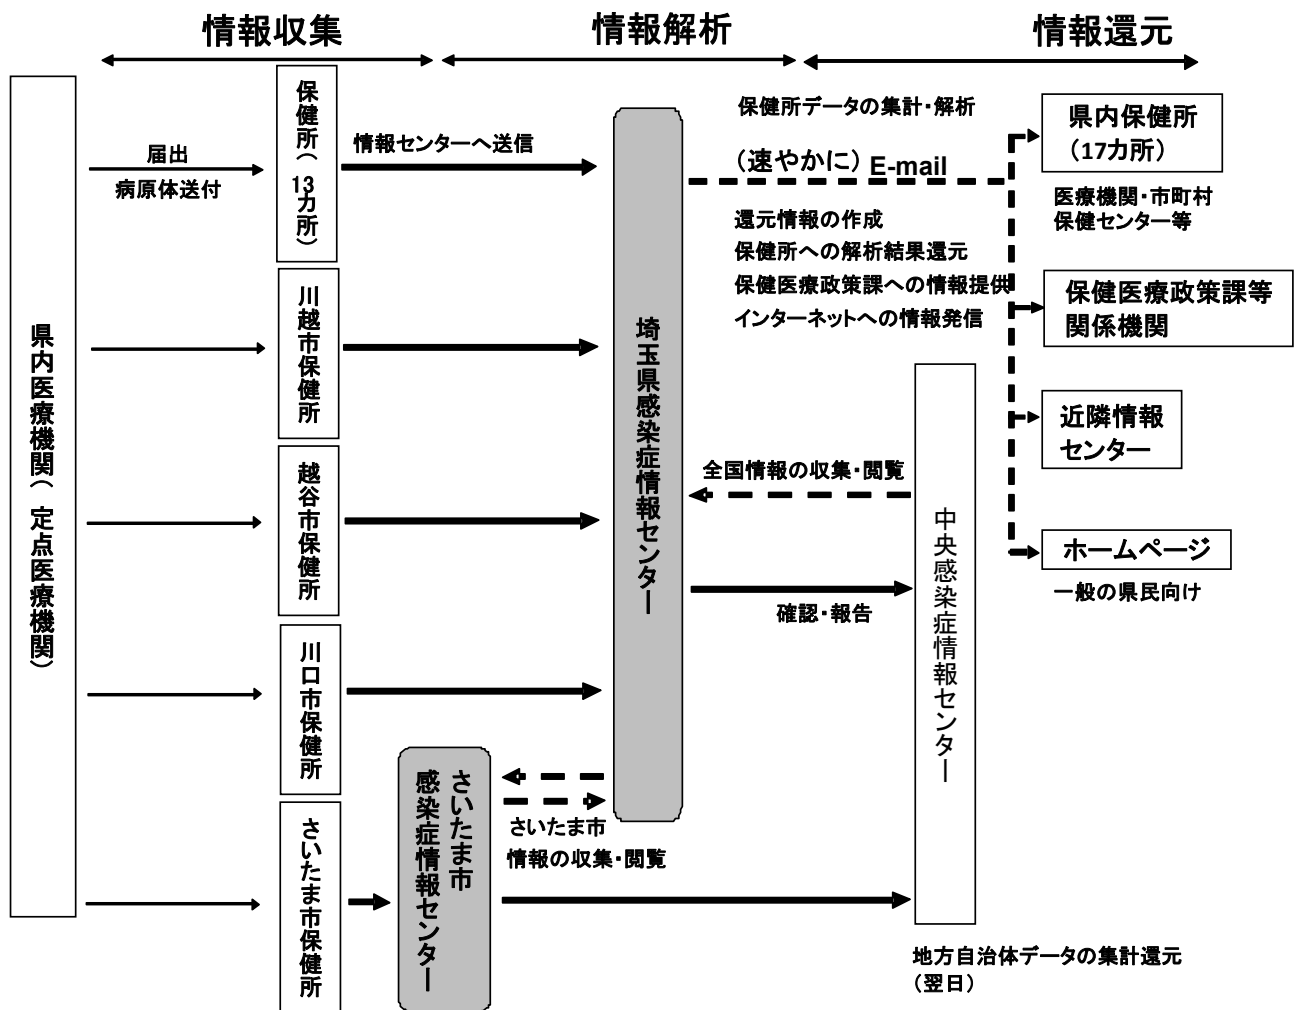 情報収集
情報解析
情報還元
県内医療機関（定点医療機関）
届出
病原体送付
保健所（13カ所）
情報センターへ送信
川越市保健所
越谷市保健所
川口市保健所
さいたま市保健所
さいたま市
感染症情報センター
埼玉県感染症情報センター
さいたま市
情報の収集・閲覧
保健所データの集計・解析
（速やかに）E-mail
還元情報の作成
保健所への解析結果還元
保健医療政策課への情報提供
インターネットへの情報発信
全国情報の収集・閲覧
確認・報告
中央感染症情報センター
地方自治体データの集計還元
（翌日）
県内保健所
（17カ所）
医療機関・市町村
保健センター等
保健医療政策課等
関係機関
近隣情報
センター
ホームページ
一般の県民向け